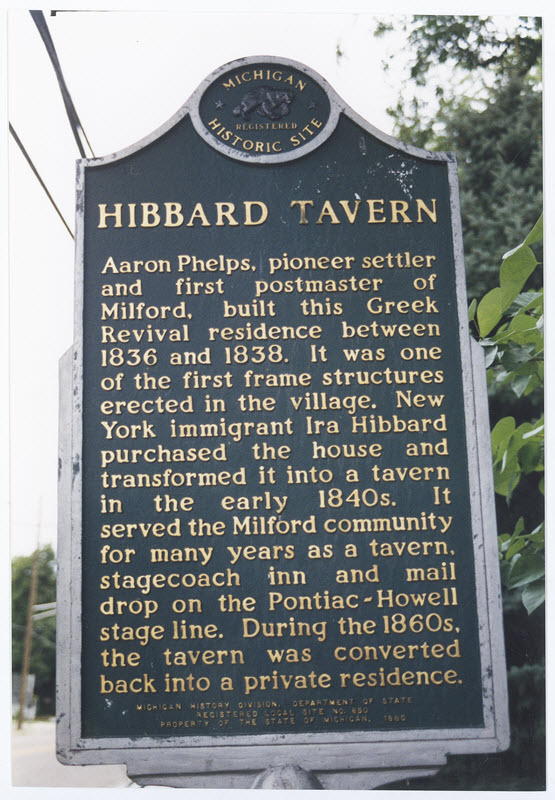 MICHIGAN
REGISTERED
HISTORIC SITE
HIBBARD TAVERN
Aaron Phelps, pioneer settler
and first postmaster of
Milford, built this Greek
Revival residence between
1836 and 1838. It was one
of the first frame structures
erected in the village. New
York immigrant Ira Hibbard
purchased the house and
transformed it into a tavern
in the early 1840s. It
served the Milford community
for many years as a tavern,
stagecoach inn and mail
drop on the Pontiac-Howell
stage line. During the 1860s,
the tavern was converted
back into a private residence.
MICHIGAN HISTORY DIVISION, DEPARTMENT OF STATE
REGISTERED LOCAL SITE NO. 850
PROPERTY OF THE STATE OF MICHIGAN, 1980